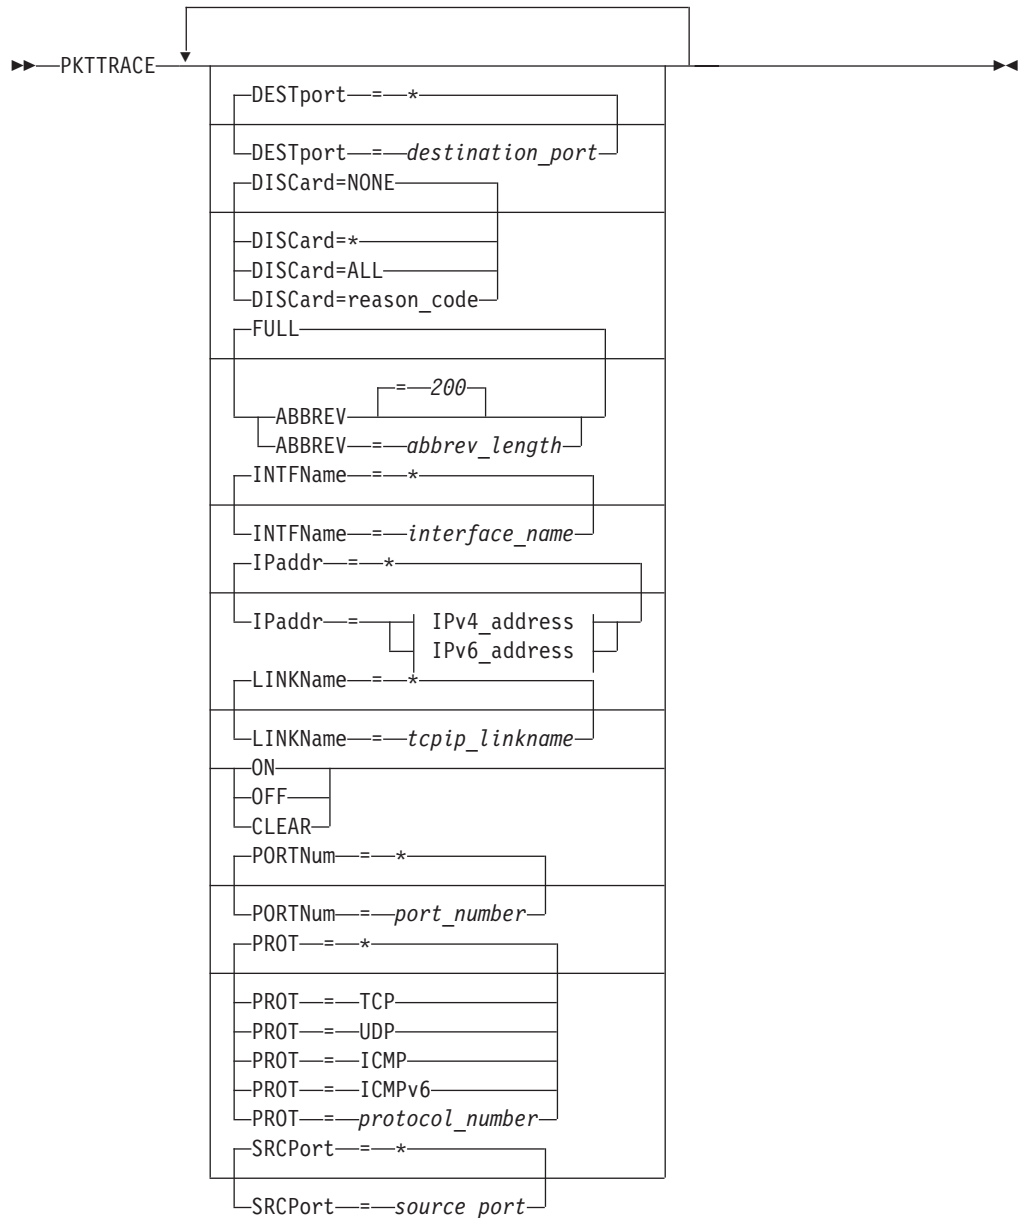 PKTTRACE
DESTport = *
DESTport = destination_port
DISCard=NONE
DISCard=*
DISCard=ALL
DISCard=reason_code
FULL
= 200
ABBREV
ABBREV = abbrev_length
INTFName = *
INTFName = interface_name
IPaddr = *
IPaddr = IPv4_address
IPv6_address
LINKName = *
LINKName = tcpip_linkname
ON
OFF
CLEAR
PORTNum = *
PORTNum = port_number
PROT = *
PROT = TCP
PROT = UDP
PROT = ICMP
PROT = ICMPv6
PROT = protocol_number
SRCPort = *
SRCPort = source port